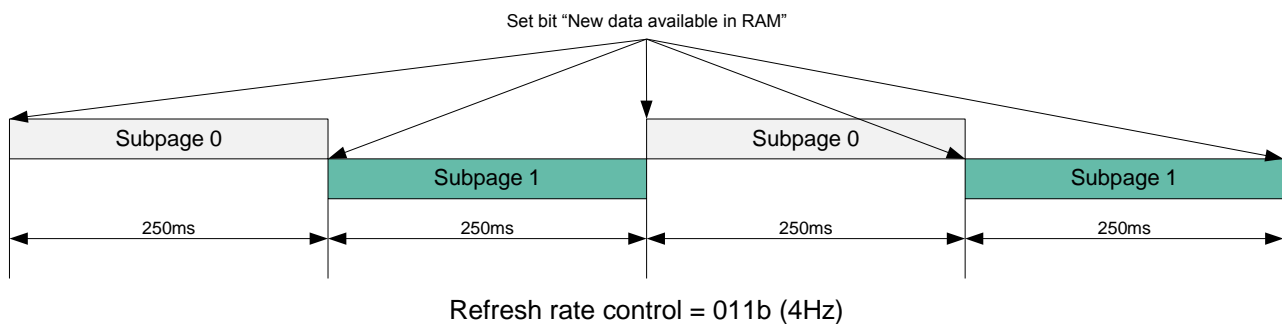 Set bit “New data available in RAM”
Subpage 0
Subpage 0
Subpage 1
Subpage 1
250ms
250ms
250ms
250ms
Refresh rate control = 011b (4Hz)